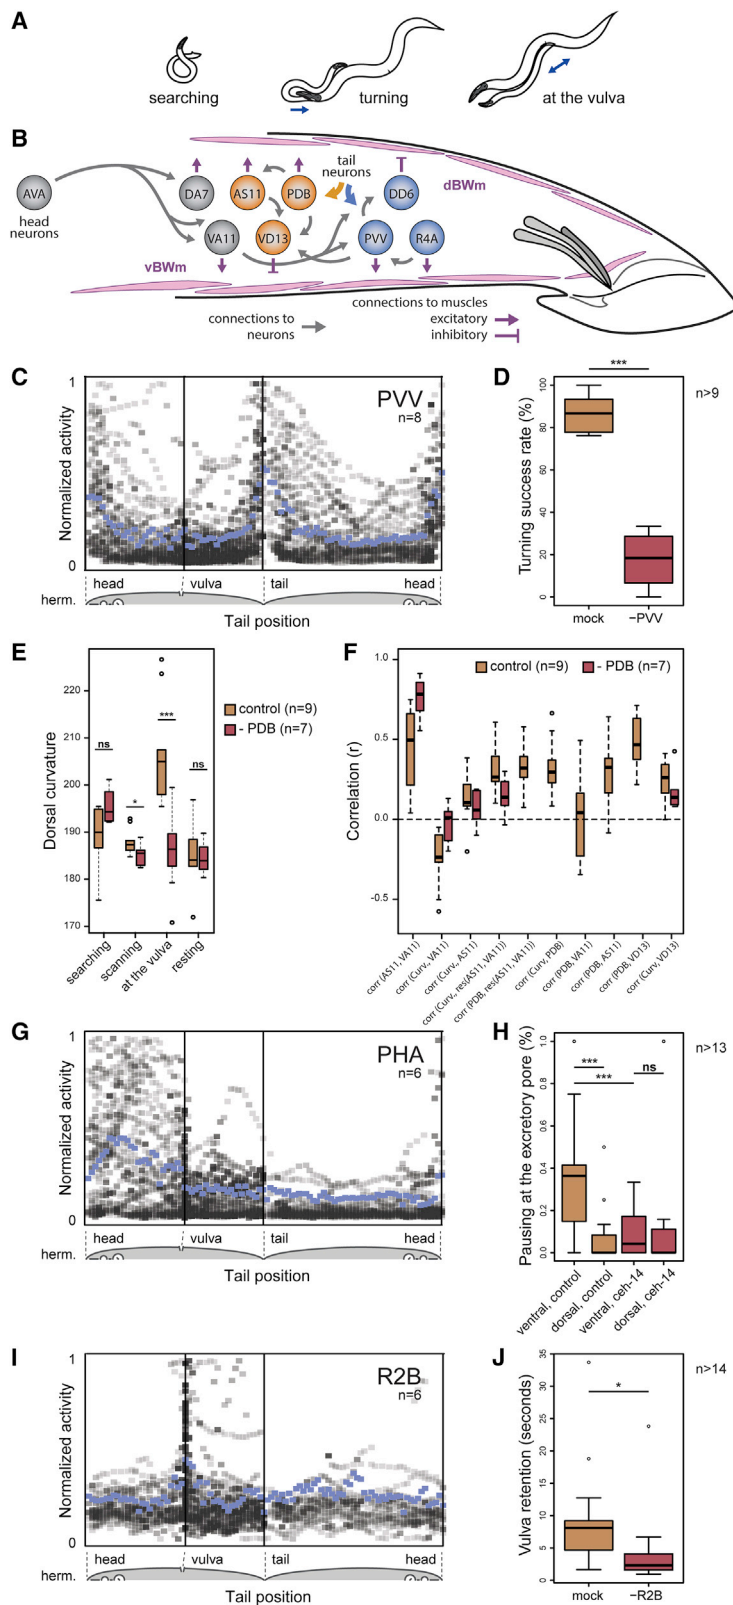 A
searching
turning
at the vulva
B
AVA
head
neurons
DA7
AS11
PDB
tail
neurons
DD6
dBWm
VA11
VD13
PVV
R4A
vBWm
connections to
neurons
connections to muscles
excitatory
inhibitory
C
Normalized activity
1
0
PVV
n=8
head
vulva
tail
head
herm.
Tail position
D
Turning success rate (%)
100
80
60
40
20
0
***
n>9
mock
−PVV
E
Dorsal curvature
220
210
200
190
180
170
control (n=9)
- PDB (n=7)
ns
*
***
ns
searching
scanning
at the vulva
resting
F
Correlation (r)
1.0
0.5
0.0
-0.5
control (n=9)
- PDB (n=7)
corr (AS11, VA11)
corr (Curv., VA11)
corr (Curv., AS11)
corr (Curv., res(AS11, VA11))
corr (PDB, res(AS11, VA11))
corr (Curv, PDB)
corr (PDB, VA11)
corr (PDB, AS11)
corr (PDB, VD13)
corr (Curv, VD13)
G
Normalized activity
1
0
PHA
n=6
head
vulva
tail
head
herm.
Tail position
H
Pausing at the excretory pore (%)
1.0
0.8
0.6
0.4
0.2
0.0
***
***
ns
n>13
ventral, control
dorsal, control
ventral, ceh-14
dorsal, ceh-14
I
Normalized activity
1
0
R2B
n=6
head
vulva
tail
head
herm.
Tail position
J
Vulva retention (seconds)
35
30
25
20
15
10
5
0
*
n>14
mock
−R2B